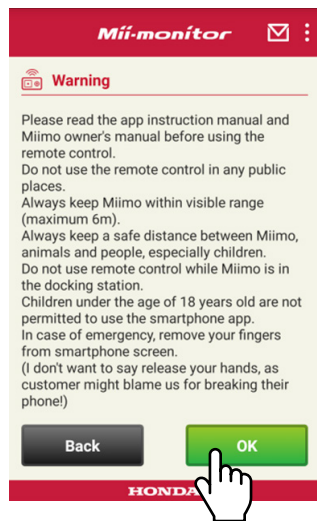 Mii-monitor
Warning
Please read the app instruction manual and
Miimo owner's manual before using the
remote control.
Do not use the remote control in any public
places.
Always keep Miimo within visible range
(maximum 6m).
Always keep a safe distance between Miimo,
animals and people, especially children.
Do not use remote control while Miimo is in
the docking station.
Children under the age of 18 years old are not
permitted to use the smartphone app.
In case of emergency, remove your fingers
from smartphone screen.
(I don't want to say release your hands, as
customer might blame us for breaking their
phone!)
Back
OK
HONDA